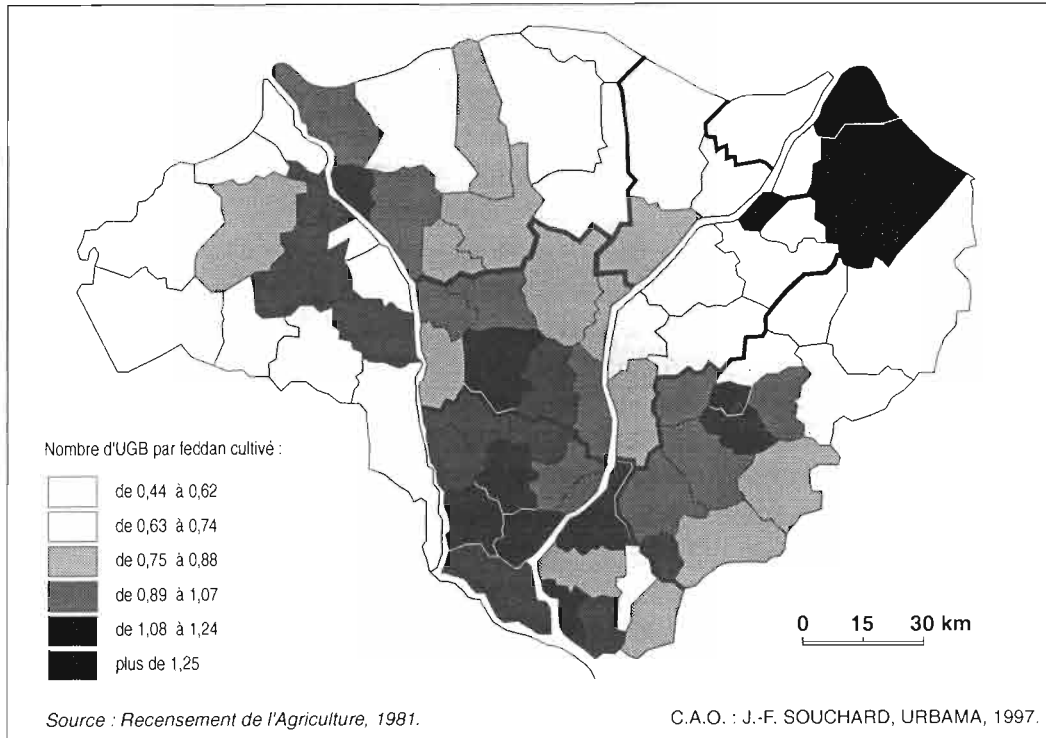 Nombre d'UGB par feddan cultivé :
de 0,44 à 0,62
de 0,63 à 0,74
de 0,75 à 0,88
de 0,89 à 1,07
de 1,08 à 1,24
plus de 1,25
0 15 30 km
Source : Recensement de l'Agriculture, 1981.
C.A.O. : J.-F. SOUCHARD, URBAMA, 1997.